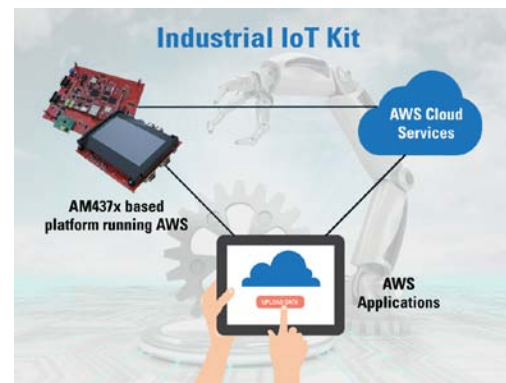 Industrial IoT Kit
AWS Cloud
Services
AM437x based
platform running AWS
UPLOAD DATA
AWS
Applications